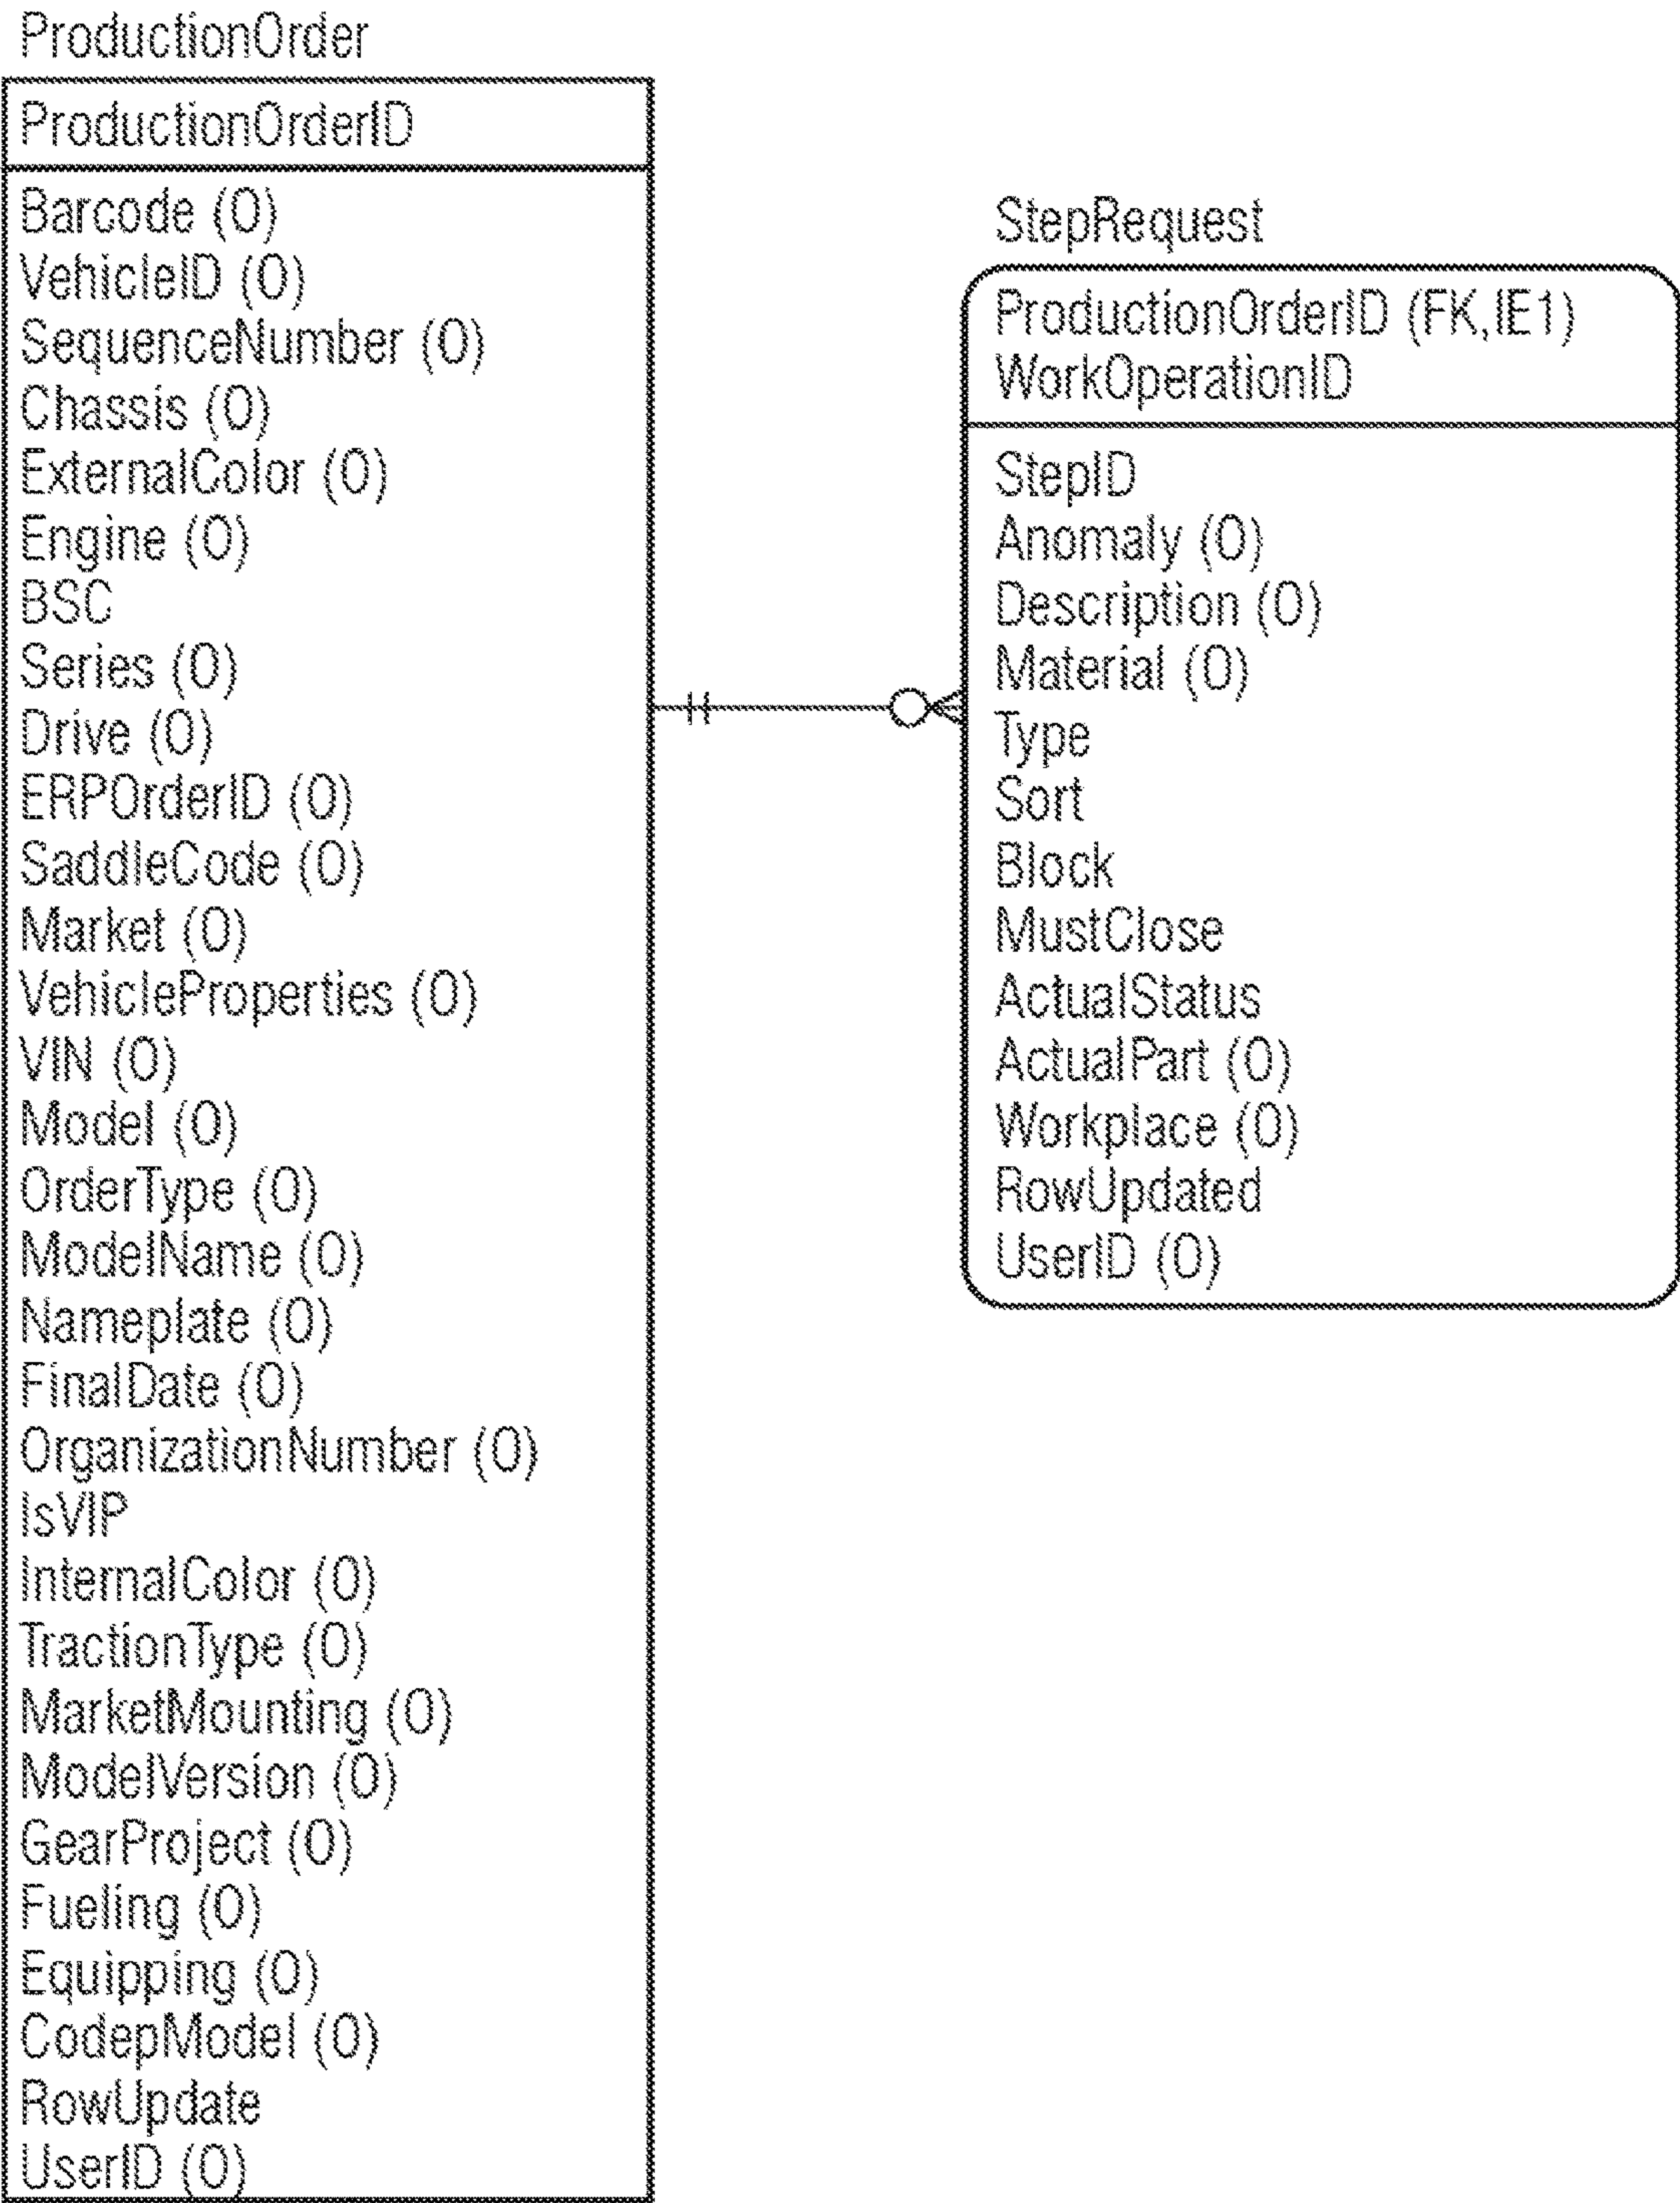 ProductionOrder
ProductionOrderID
Barcode (O)
VehicleID (O)
SequenceNumber (O)
Chassis (O)
ExternalColor (O)
Engine (O)
BSC
Series (O)
Drive (O)
ERPOrderID (O)
SaddleCode (O)
Market (O)
VehicleProperties (O)
VIN (O)
Model (O)
OrderType (O)
ModelName (O)
Nameplate (O)
FinalDate (O)
OrganizationNumber (O)
IsVIP
InternalColor (O)
TractionType (O)
MarketMounting (O)
ModelVersion (O)
GearProject (O)
Fueling (O)
Equipping (O)
CodepModel (O)
RowUpdate
UserID (O)
StepRequest
ProductionOrderID (FK,IE1)
WorkOperationID
StepID
Anomaly (O)
Description (O)
Material (O)
Type
Sort
Block
MustClose
ActualStatus
ActualPart (O)
Workplace (O)
RowUpdated
UserID (O)